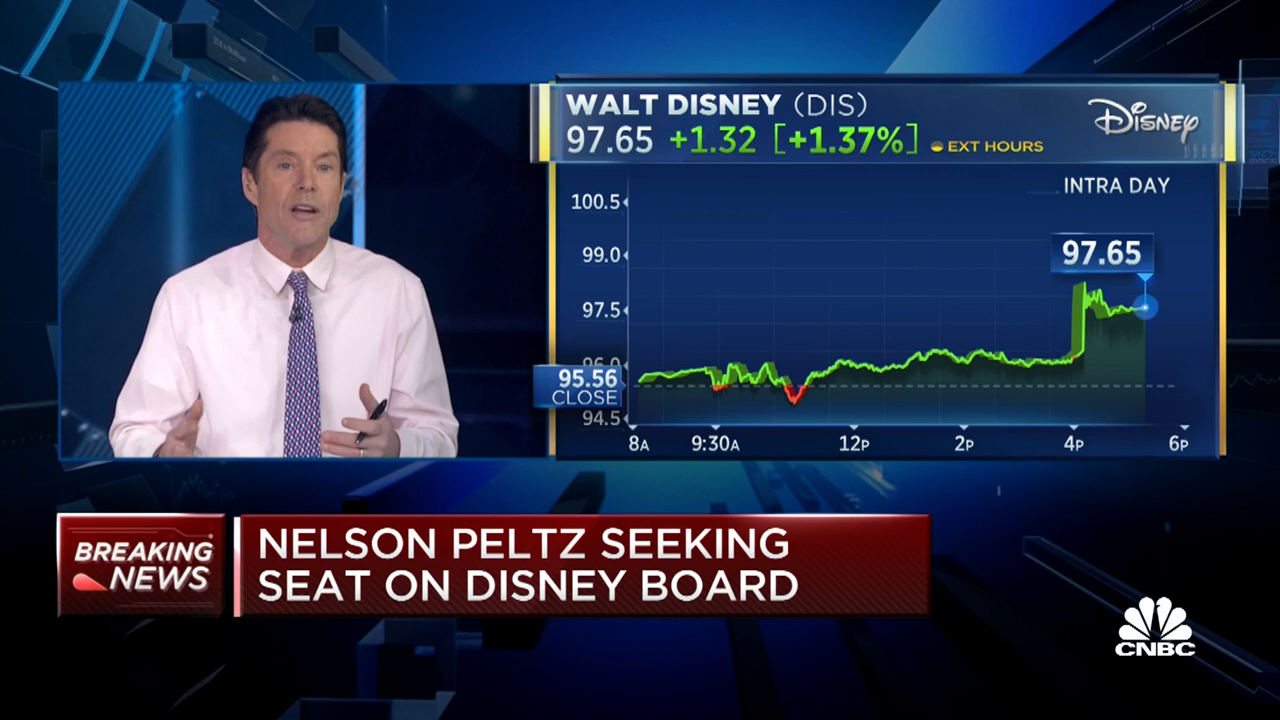 WALT DISNEY (DIS)
97.65 +1.32 [+1.37%] EXT HOURS
DISNEY
INTRA DAY
100.5
99.0
97.65
97.5
96.0
95.56
CLOSE
94.5
8A 9:30A 12P 2P 4P 6P
BREAKING
NEWS
NELSON PELTZ SEEKING
SEAT ON DISNEY BOARD
CNBC